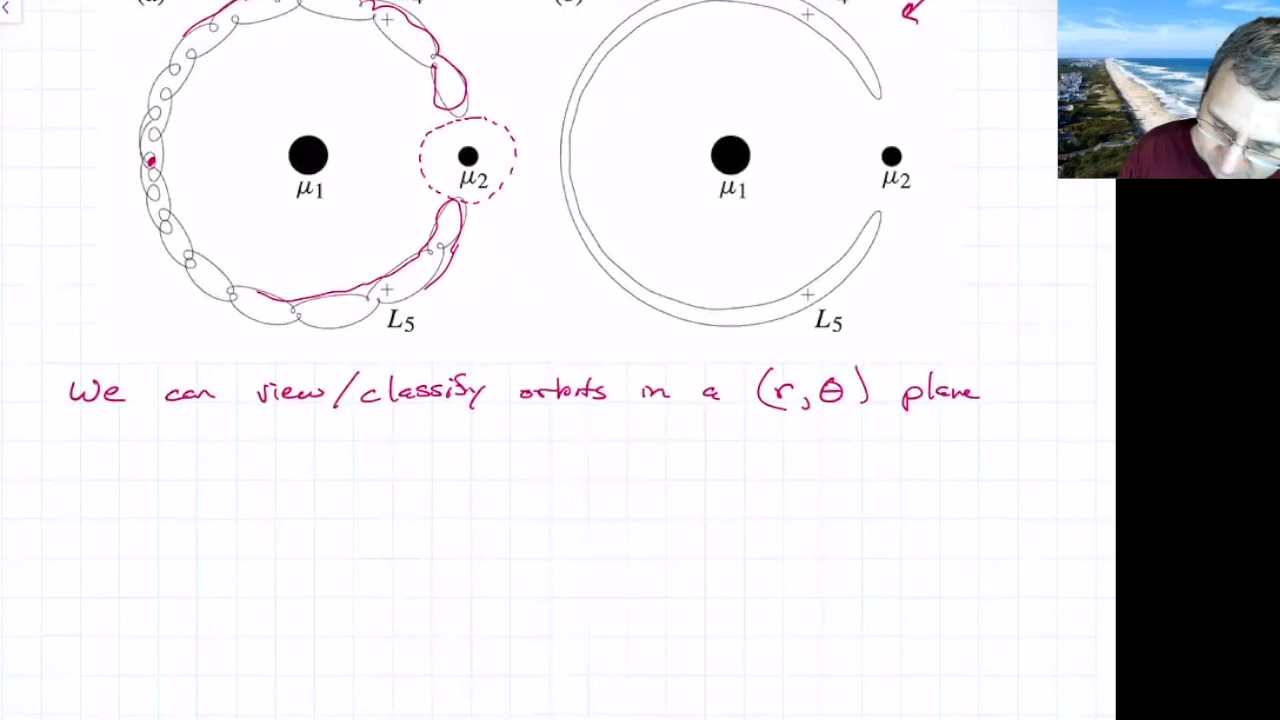 μ₁
μ₂
L₅
μ₁
μ₂
L₅
We can view/classify orbits in a (r, θ) plane